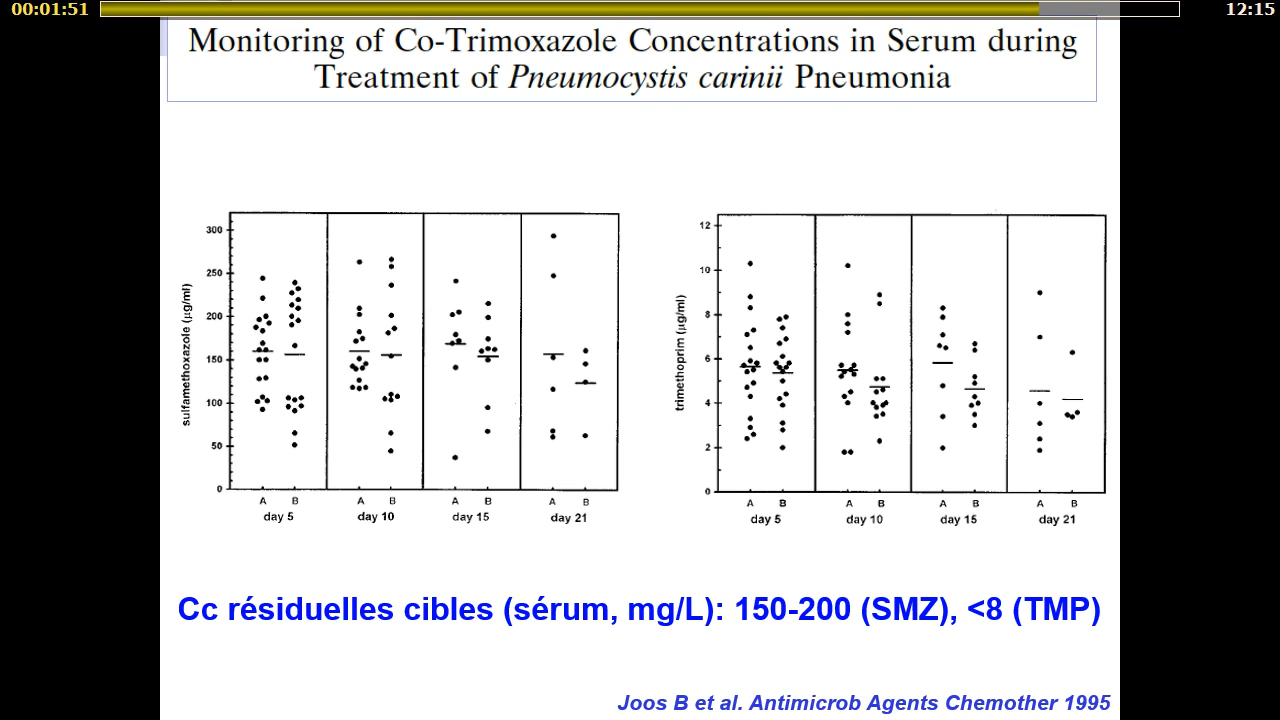 00:01:51
12:15
Monitoring of Co-Trimoxazole Concentrations in Serum during
Treatment of Pneumocystis carinii Pneumonia
sulfamethoxazole (µg/ml)
300
250
200
150
100
50
0
A B A B A B A B
day 5 day 10 day 15 day 21
trimethoprim (µg/ml)
12
10
8
6
4
2
0
A B A B A B A B
day 5 day 10 day 15 day 21
Cc résiduelles cibles (sérum, mg/L): 150-200 (SMZ), <8 (TMP)
Joos B et al. Antimicrob Agents Chemother 1995